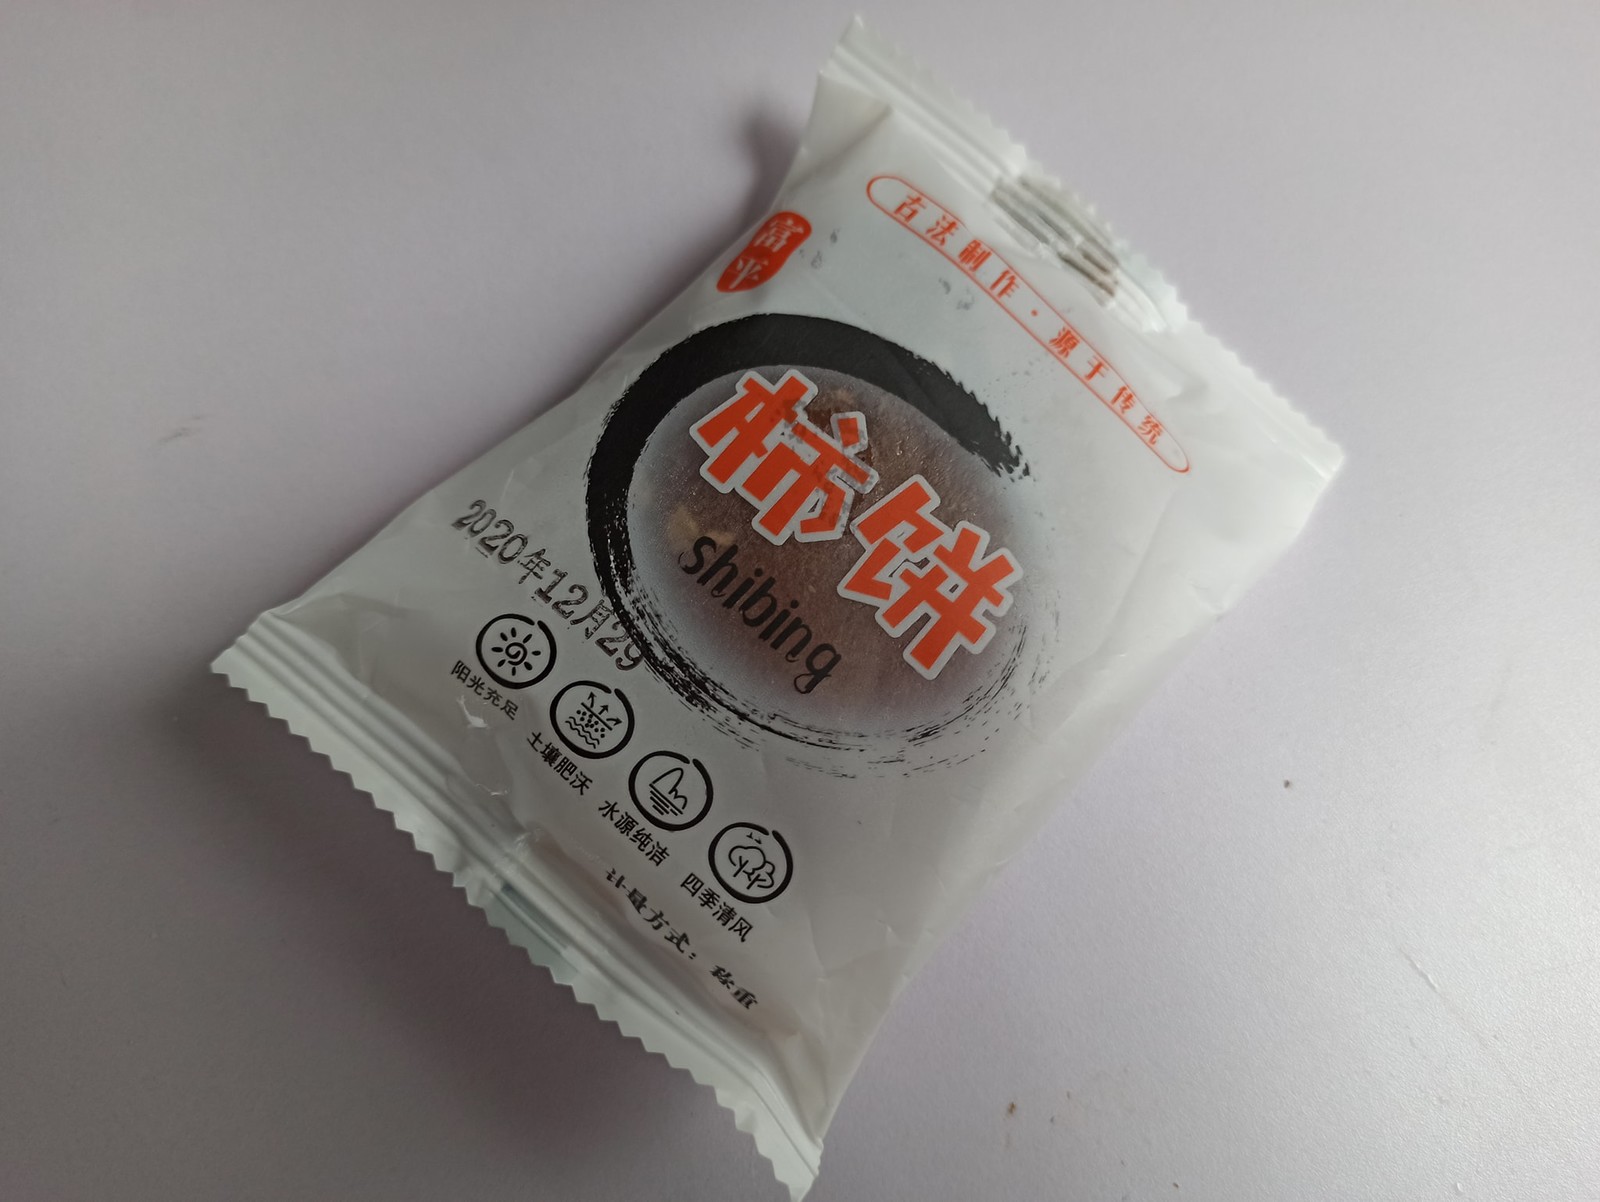 古法制作·源于传统
富平
柿饼
shibing
2020年12月29
阳光充足
土壤肥沃
水源纯洁
四季清风
计量方式：称重